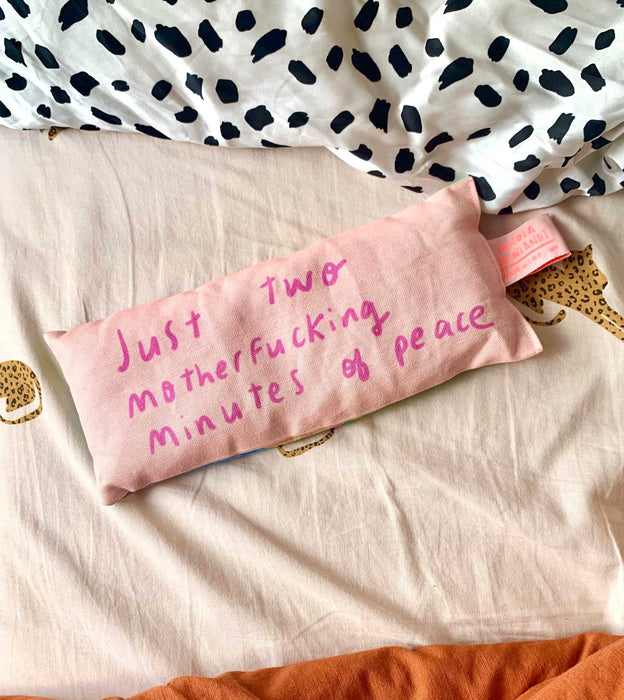 Just two
motherfucking
minutes of peace